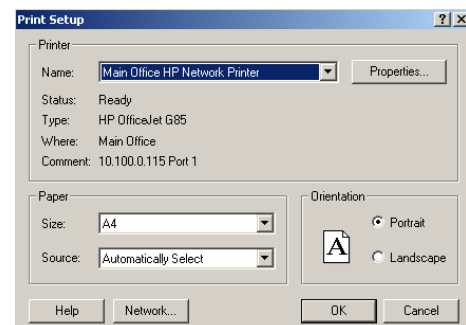 Print Setup
Printer
Name: Main Office HP Network Printer Properties...
Status: Ready
Type: HP OfficeJet G85
Where: Main Office
Comment: 10.100.0.115 Port 1
Paper Orientation
Size: A4 Portrait
A
Source: Automatically Select Landscape
Help Network... OK Cancel